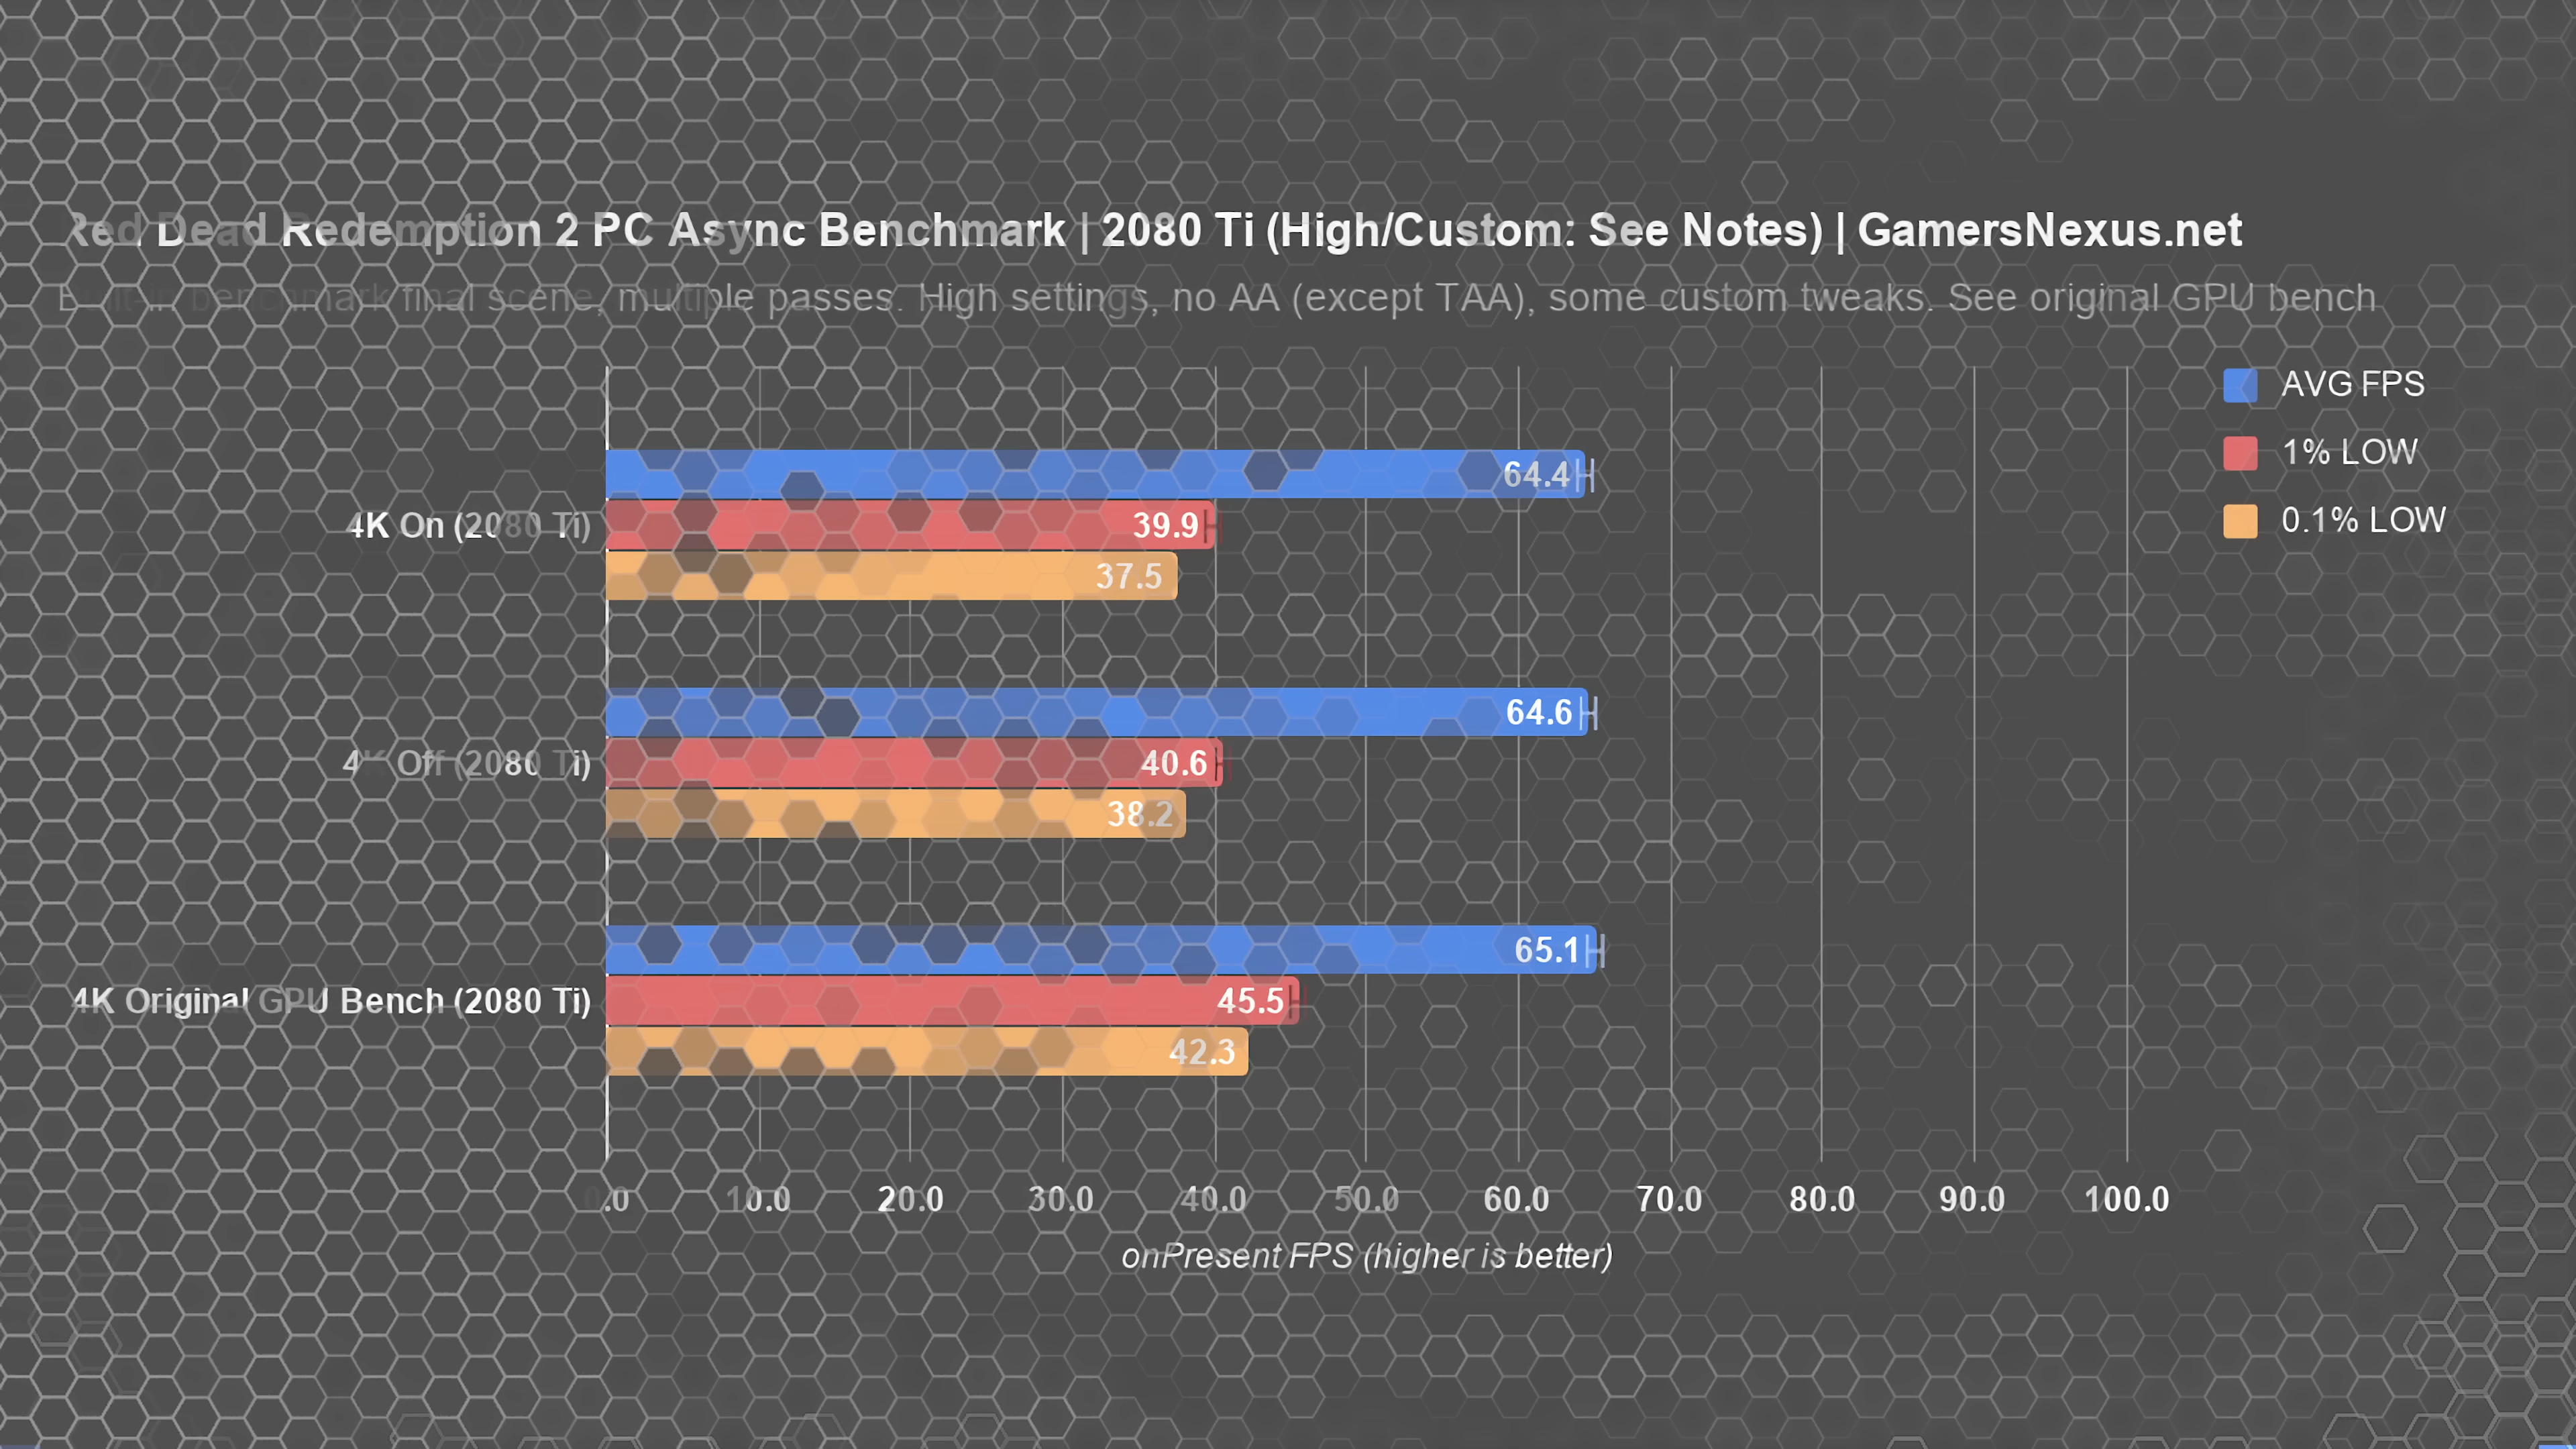 Red Dead Redemption 2 PC Async Benchmark | 2080 Ti (High/Custom: See Notes) | GamersNexus.net
Built-in benchmark final scene, multiple passes. High settings, no AA (except TAA), some custom tweaks. See original GPU bench
AVG FPS
1% LOW
0.1% LOW
4K On (2080 Ti)
64.4
39.9
37.5
4K Off (2080 Ti)
64.6
40.6
38.2
4K Original GPU Bench (2080 Ti)
65.1
45.5
42.3
0.0 10.0 20.0 30.0 40.0 50.0 60.0 70.0 80.0 90.0 100.0
onPresent FPS (higher is better)